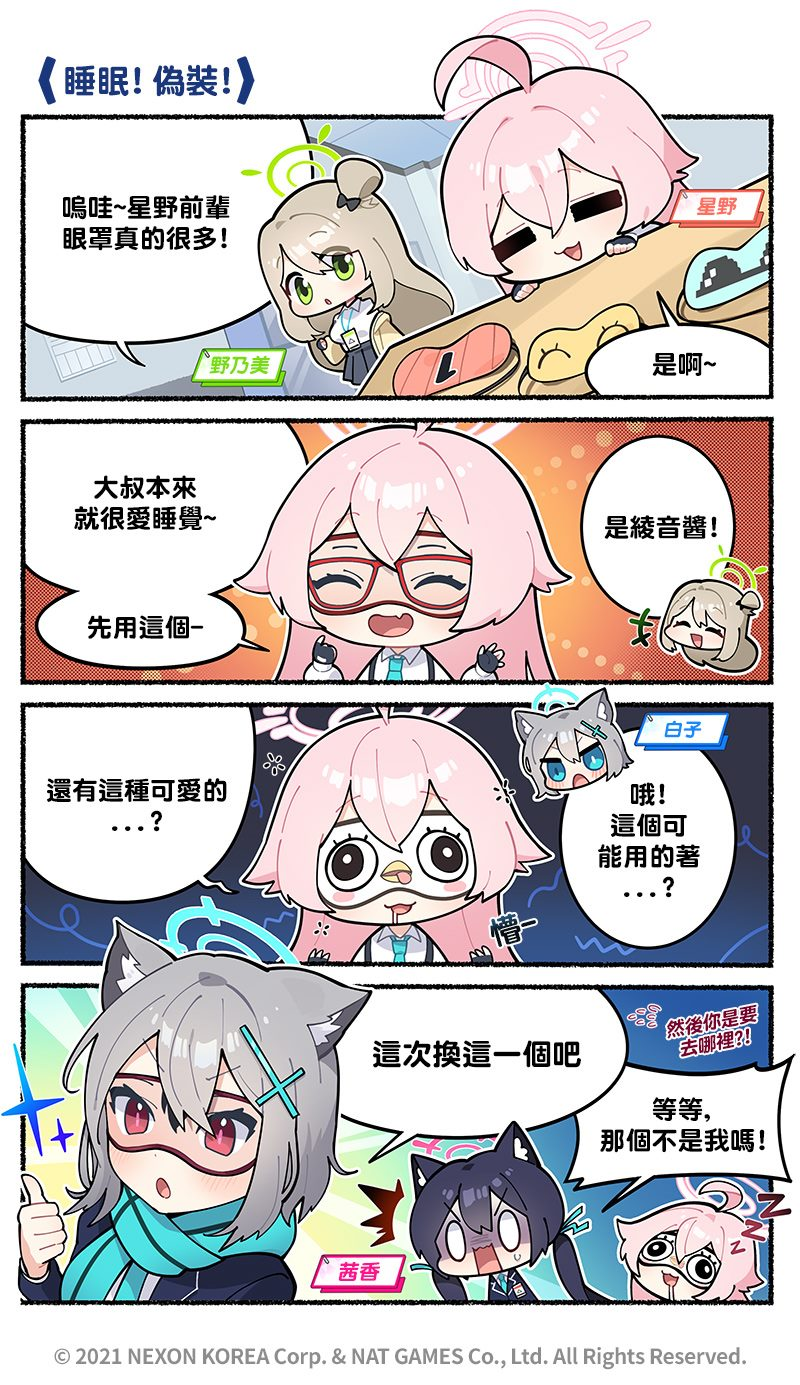 《睡眠! 偽裝!》
嗚哇~星野前輩
眼罩真的很多!
星野
野乃美
是啊~
大叔本來
就很愛睡覺~
是綾音醬!
先用這個-
還有這種可愛的
...?
白子
哦!
這個可
能用的著
...?
懵-
這次換這一個吧
然後你是要
去哪裡?!
等等,
那個不是我嗎!
茜香
z
z
z
© 2021 NEXON KOREA Corp. & NAT GAMES Co., Ltd. All Rights Reserved.